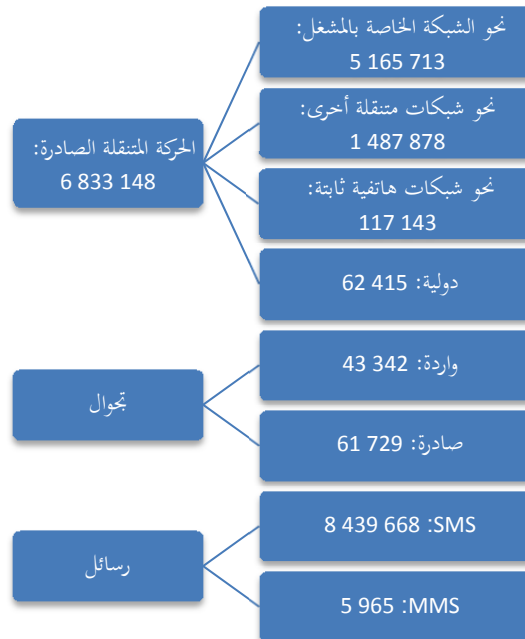 نحو الشبكة الخاصة بالمشغل:
5 165 713
نحو شبكات متنقلة أخرى:
1 487 878
الحركة المتنقلة الصادرة:
6 833 148
نحو شبكات هاتفية ثابتة:
117 143
دولية: 62 415
واردة: 43 342
تجوال
صادرة: 61 729
SMS: 8 439 668
رسائل
MMS: 5 965